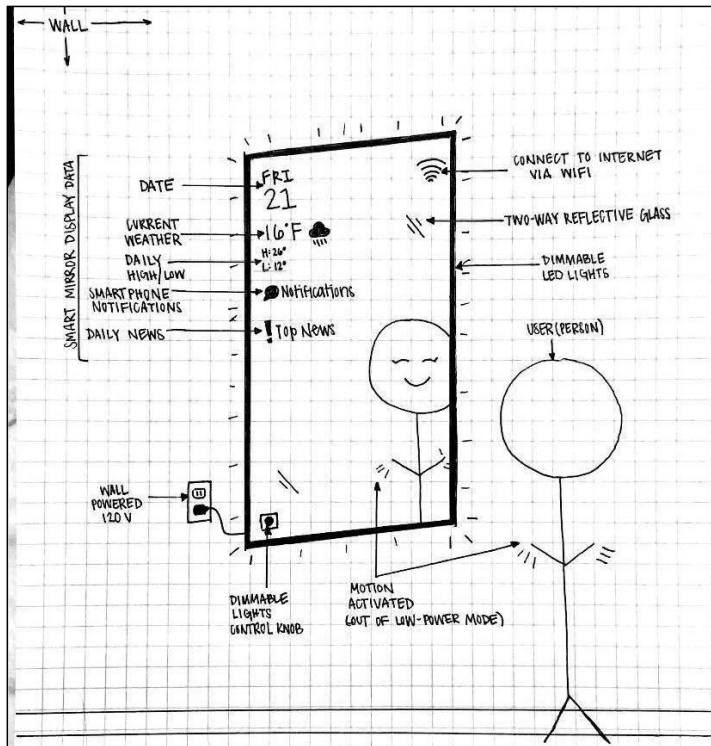 WALL
SMART MIRROR DISPLAY DATA
DATE
FRI
21
CURRENT
WEATHER
16°F
DAILY
HIGH/LOW
H:26°
L:12°
SMARTPHONE
NOTIFICATIONS
Notifications
DAILY NEWS
Top News
CONNECT TO INTERNET
VIA WIFI
TWO-WAY REFLECTIVE GLASS
DIMMABLE
LED LIGHTS
USER (PERSON)
WALL
POWERED
120 V
DIMMABLE
LIGHTS
CONTROL KNOB
MOTION
ACTIVATED
(OUT OF LOW-POWER MODE)